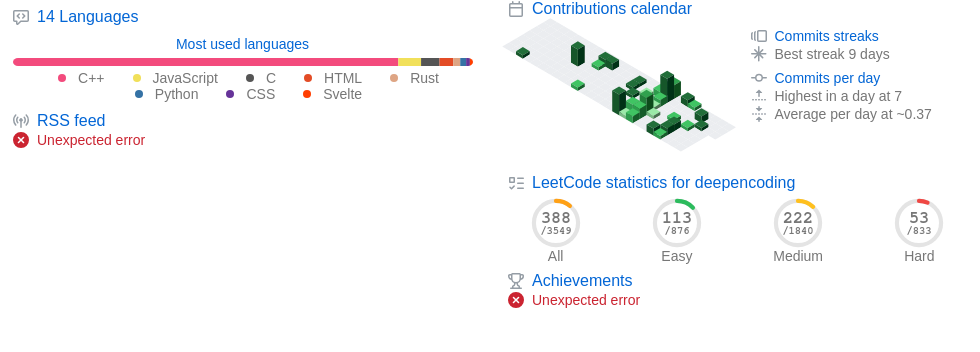 14 Languages
Most used languages
C++ JavaScript C HTML Rust
Python CSS Svelte
RSS feed
Unexpected error
Contributions calendar
Commits streaks
Best streak 9 days
Commits per day
Highest in a day at 7
Average per day at ~0.37
LeetCode statistics for deepencoding
388 113 222 53
/3549 /876 /1840 /833
All Easy Medium Hard
Achievements
Unexpected error